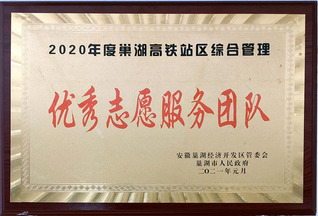 2020年度巢湖高铁站区综合管理
优秀志愿服务团队
安徽巢湖经济开发区管委会
巢湖市人民政府
二〇二一年元月